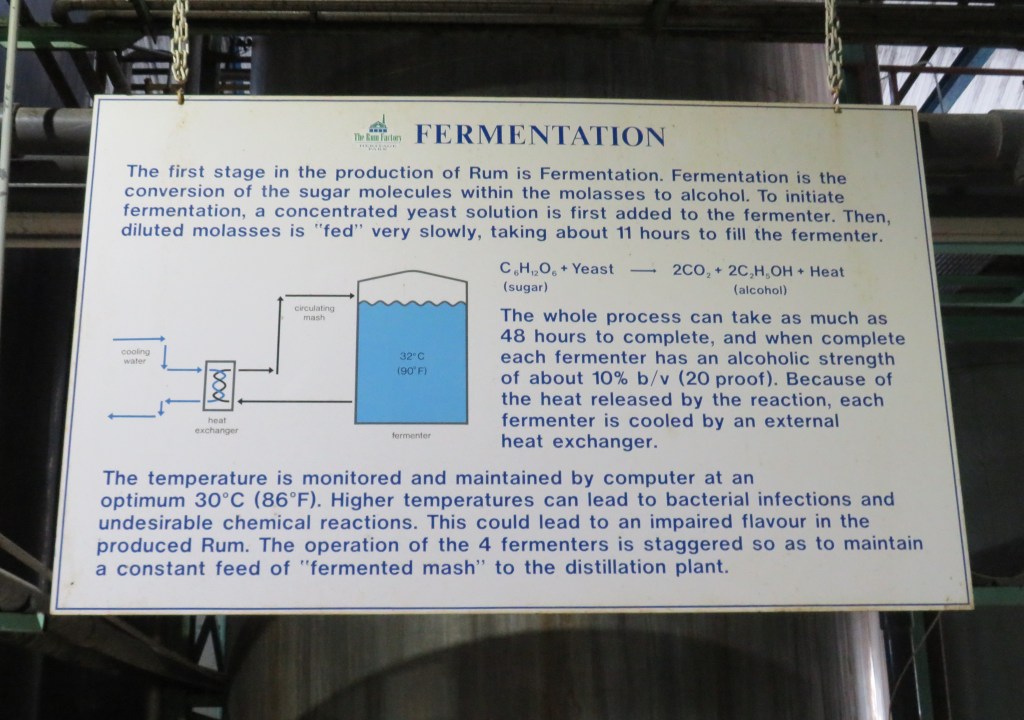 The Rum Factory
FERMENTATION
The first stage in the production of Rum is Fermentation. Fermentation is the
conversion of the sugar molecules within the molasses to alcohol. To initiate
fermentation, a concentrated yeast solution is first added to the fermenter. Then,
diluted molasses is "fed" very slowly, taking about 11 hours to fill the fermenter.
C₆H₁₂O₆ + Yeast ⟶ 2CO₂ + 2C₂H₅OH + Heat
(sugar) (alcohol)
circulating
mash
cooling
water
32°C
(90°F)
heat
exchanger
fermenter
The whole process can take as much as
48 hours to complete, and when complete
each fermenter has an alcoholic strength
of about 10% b/v (20 proof). Because of
the heat released by the reaction, each
fermenter is cooled by an external
heat exchanger.
The temperature is monitored and maintained by computer at an
optimum 30°C (86°F). Higher temperatures can lead to bacterial infections and
undesirable chemical reactions. This could lead to an impaired flavour in the
produced Rum. The operation of the 4 fermenters is staggered so as to maintain
a constant feed of "fermented mash" to the distillation plant.